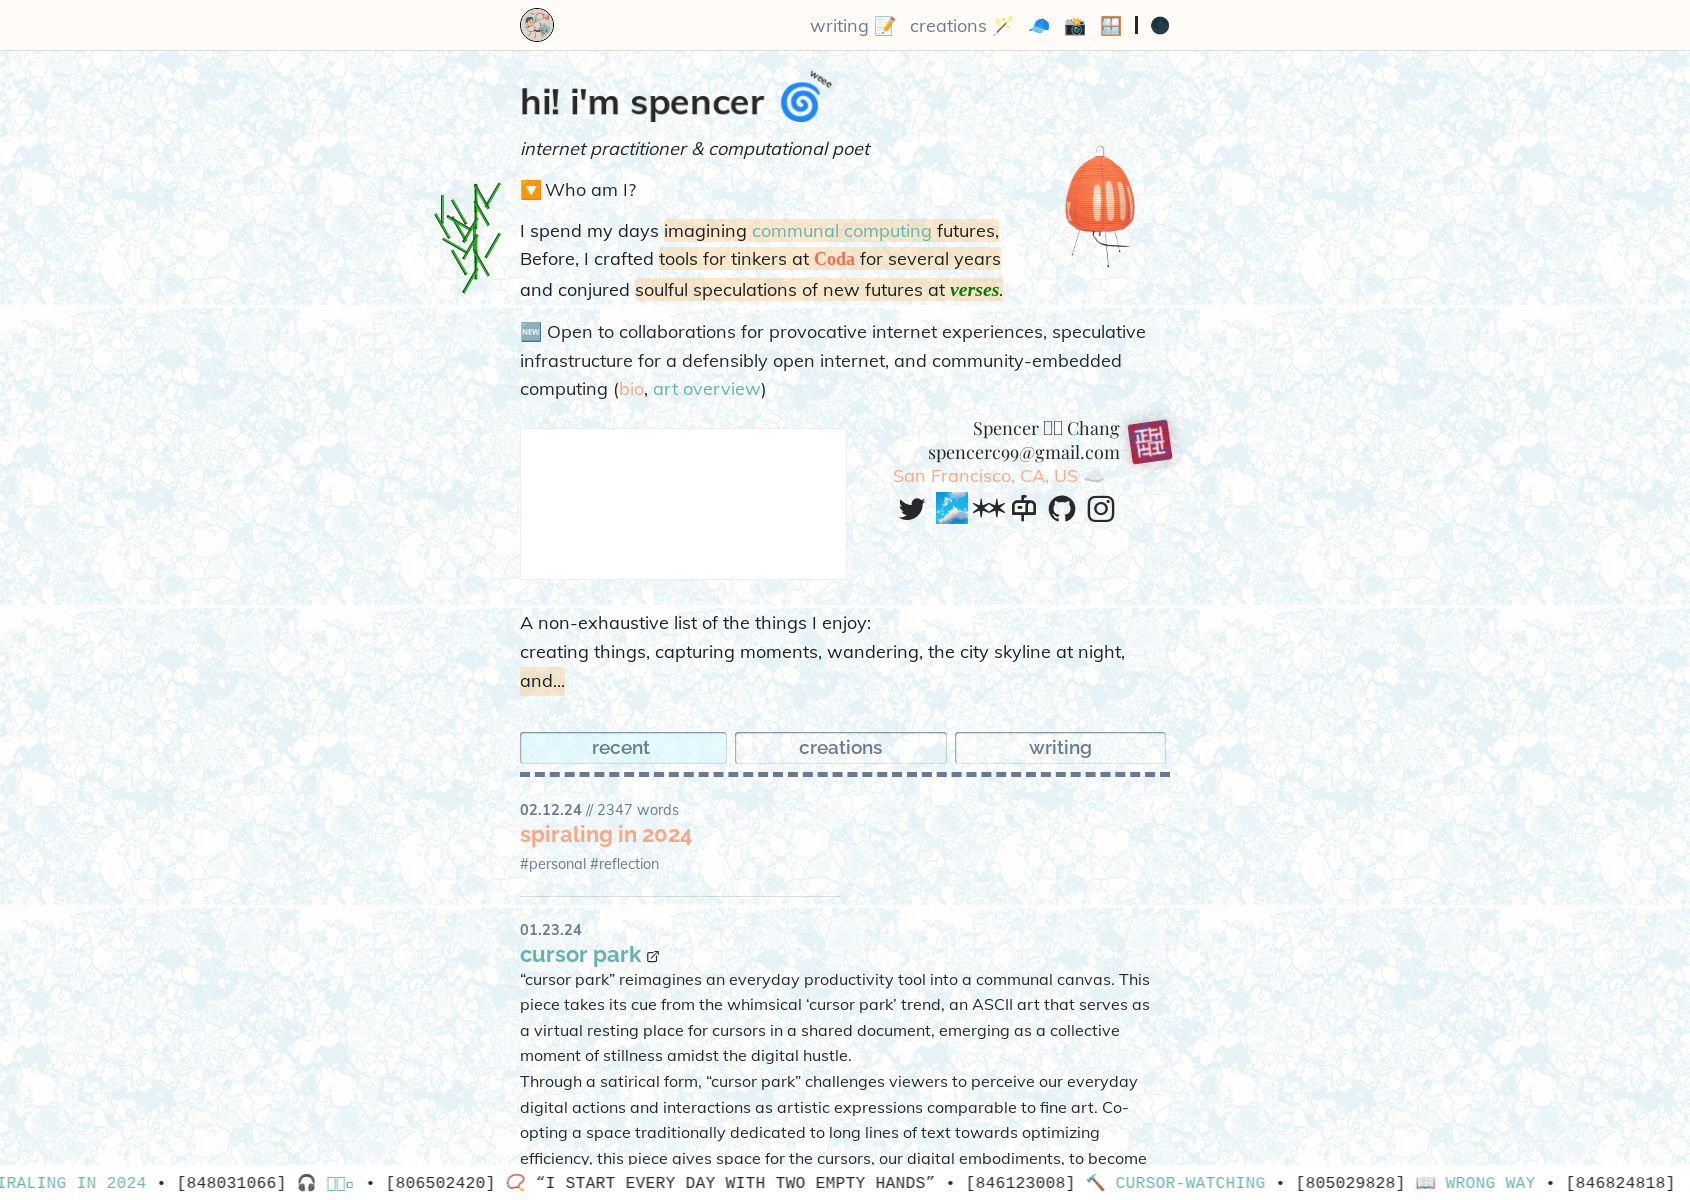 writing 📝 creations 🪄 🧢 📸 🪟 | 🌑
weee
hi! i'm spencer 🌀
internet practitioner & computational poet
🔽 Who am I?
I spend my days imagining communal computing futures,
Before, I crafted tools for tinkers at Coda for several years
and conjured soulful speculations of new futures at verses.
🆕 Open to collaborations for provocative internet experiences, speculative
infrastructure for a defensibly open internet, and community-embedded
computing (bio, art overview)
Spencer Chang
spencerc99@gmail.com
San Francisco, CA, US ☁️
A non-exhaustive list of the things I enjoy:
creating things, capturing moments, wandering, the city skyline at night,
and...
recent creations writing
02.12.24 // 2347 words
spiraling in 2024
#personal #reflection
01.23.24
cursor park
“cursor park” reimagines an everyday productivity tool into a communal canvas. This
piece takes its cue from the whimsical ‘cursor park’ trend, an ASCII art that serves as
a virtual resting place for cursors in a shared document, emerging as a collective
moment of stillness amidst the digital hustle.
Through a satirical form, “cursor park” challenges viewers to perceive our everyday
digital actions and interactions as artistic expressions comparable to fine art. Co-
opting a space traditionally dedicated to long lines of text towards optimizing
efficiency, this piece gives space for the cursors, our digital embodiments, to become
IRALING IN 2024 • [848031066] 🎧 • [806502420] 📿 “I START EVERY DAY WITH TWO EMPTY HANDS” • [846123008] 🔨 CURSOR-WATCHING • [805029828] 📖 WRONG WAY • [846824818]